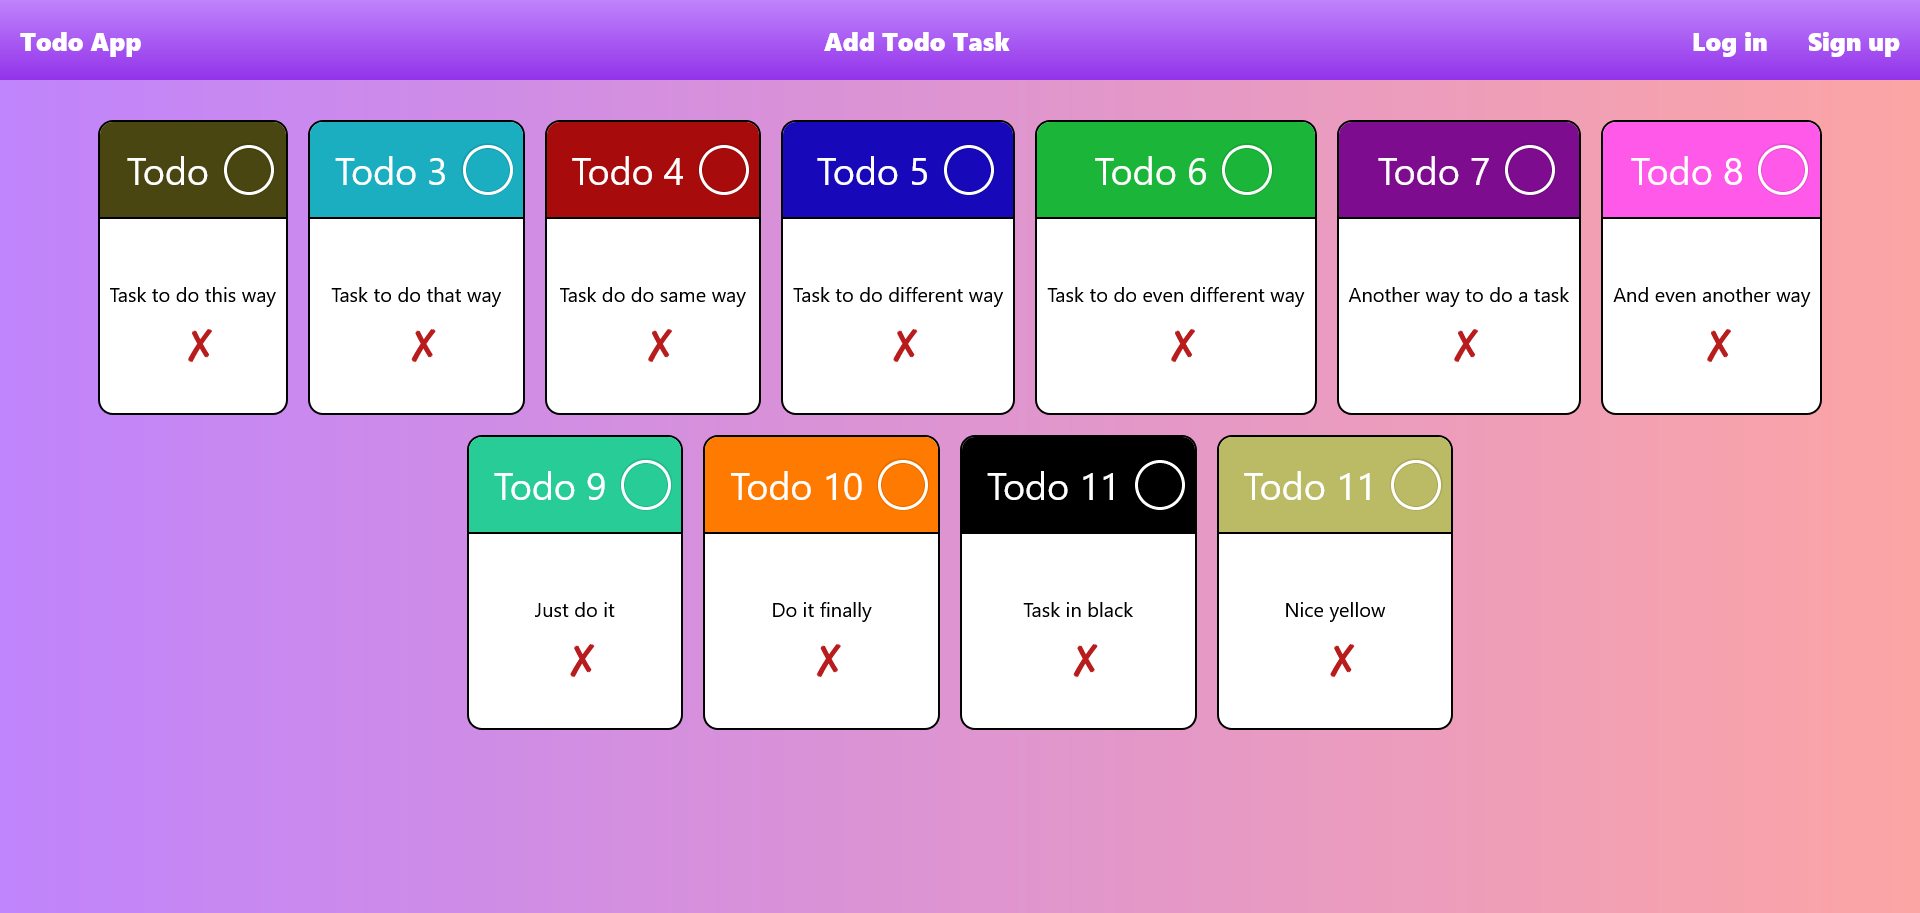 Todo App
Add Todo Task
Log in
Sign up
Todo
Todo 3
Todo 4
Todo 5
Todo 6
Todo 7
Todo 8
Task to do this way
Task to do that way
Task do do same way
Task to do different way
Task to do even different way
Another way to do a task
And even another way
✗
✗
✗
✗
✗
✗
✗
Todo 9
Todo 10
Todo 11
Todo 11
Just do it
Do it finally
Task in black
Nice yellow
✗
✗
✗
✗